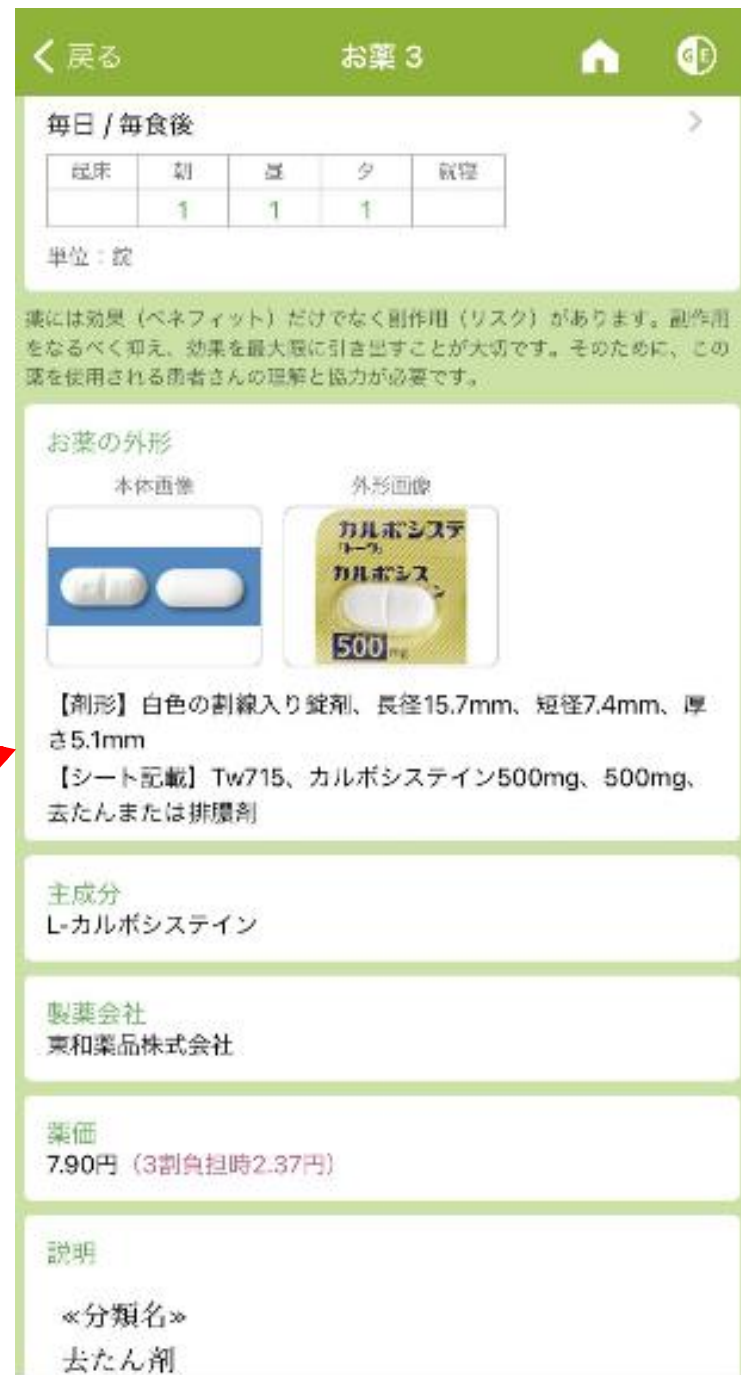 戻る
お薬 3
G E
毎日 / 毎食後
起床 朝 昼 夕 就寝
1 1 1
単位：錠
薬には効果（ベネフィット）だけでなく副作用（リスク）があります。副作用
をなるべく抑え、効果を最大限に引き出すことが大切です。そのために、この
薬を使用される患者さんの理解と協力が必要です。
お薬の外形
本体画像 外形画像
カルボシステ
トーワ
カルボシス
ン
500mg
【剤形】白色の割線入り錠剤、長径15.7mm、短径7.4mm、厚
さ5.1mm
【シート記載】Tw715、カルボシステイン500mg、500mg、
去たんまたは排膿剤
主成分
L-カルボシステイン
製薬会社
東和薬品株式会社
薬価
7.90円（3割負担時2.37円）
説明
≪分類名≫
去たん剤